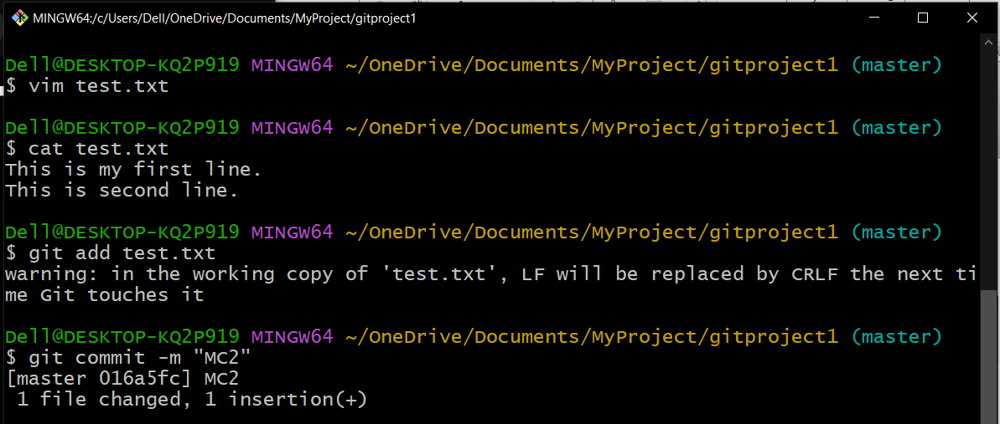 MINGW64:/c/Users/Dell/OneDrive/Documents/MyProject/gitproject1
Dell@DESKTOP-KQ2P919 MINGW64 ~/OneDrive/Documents/MyProject/gitproject1 (master)
$ vim test.txt
Dell@DESKTOP-KQ2P919 MINGW64 ~/OneDrive/Documents/MyProject/gitproject1 (master)
$ cat test.txt
This is my first line.
This is second line.
Dell@DESKTOP-KQ2P919 MINGW64 ~/OneDrive/Documents/MyProject/gitproject1 (master)
$ git add test.txt
warning: in the working copy of 'test.txt', LF will be replaced by CRLF the next ti
me Git touches it
Dell@DESKTOP-KQ2P919 MINGW64 ~/OneDrive/Documents/MyProject/gitproject1 (master)
$ git commit -m "MC2"
[master 016a5fc] MC2
 1 file changed, 1 insertion(+)